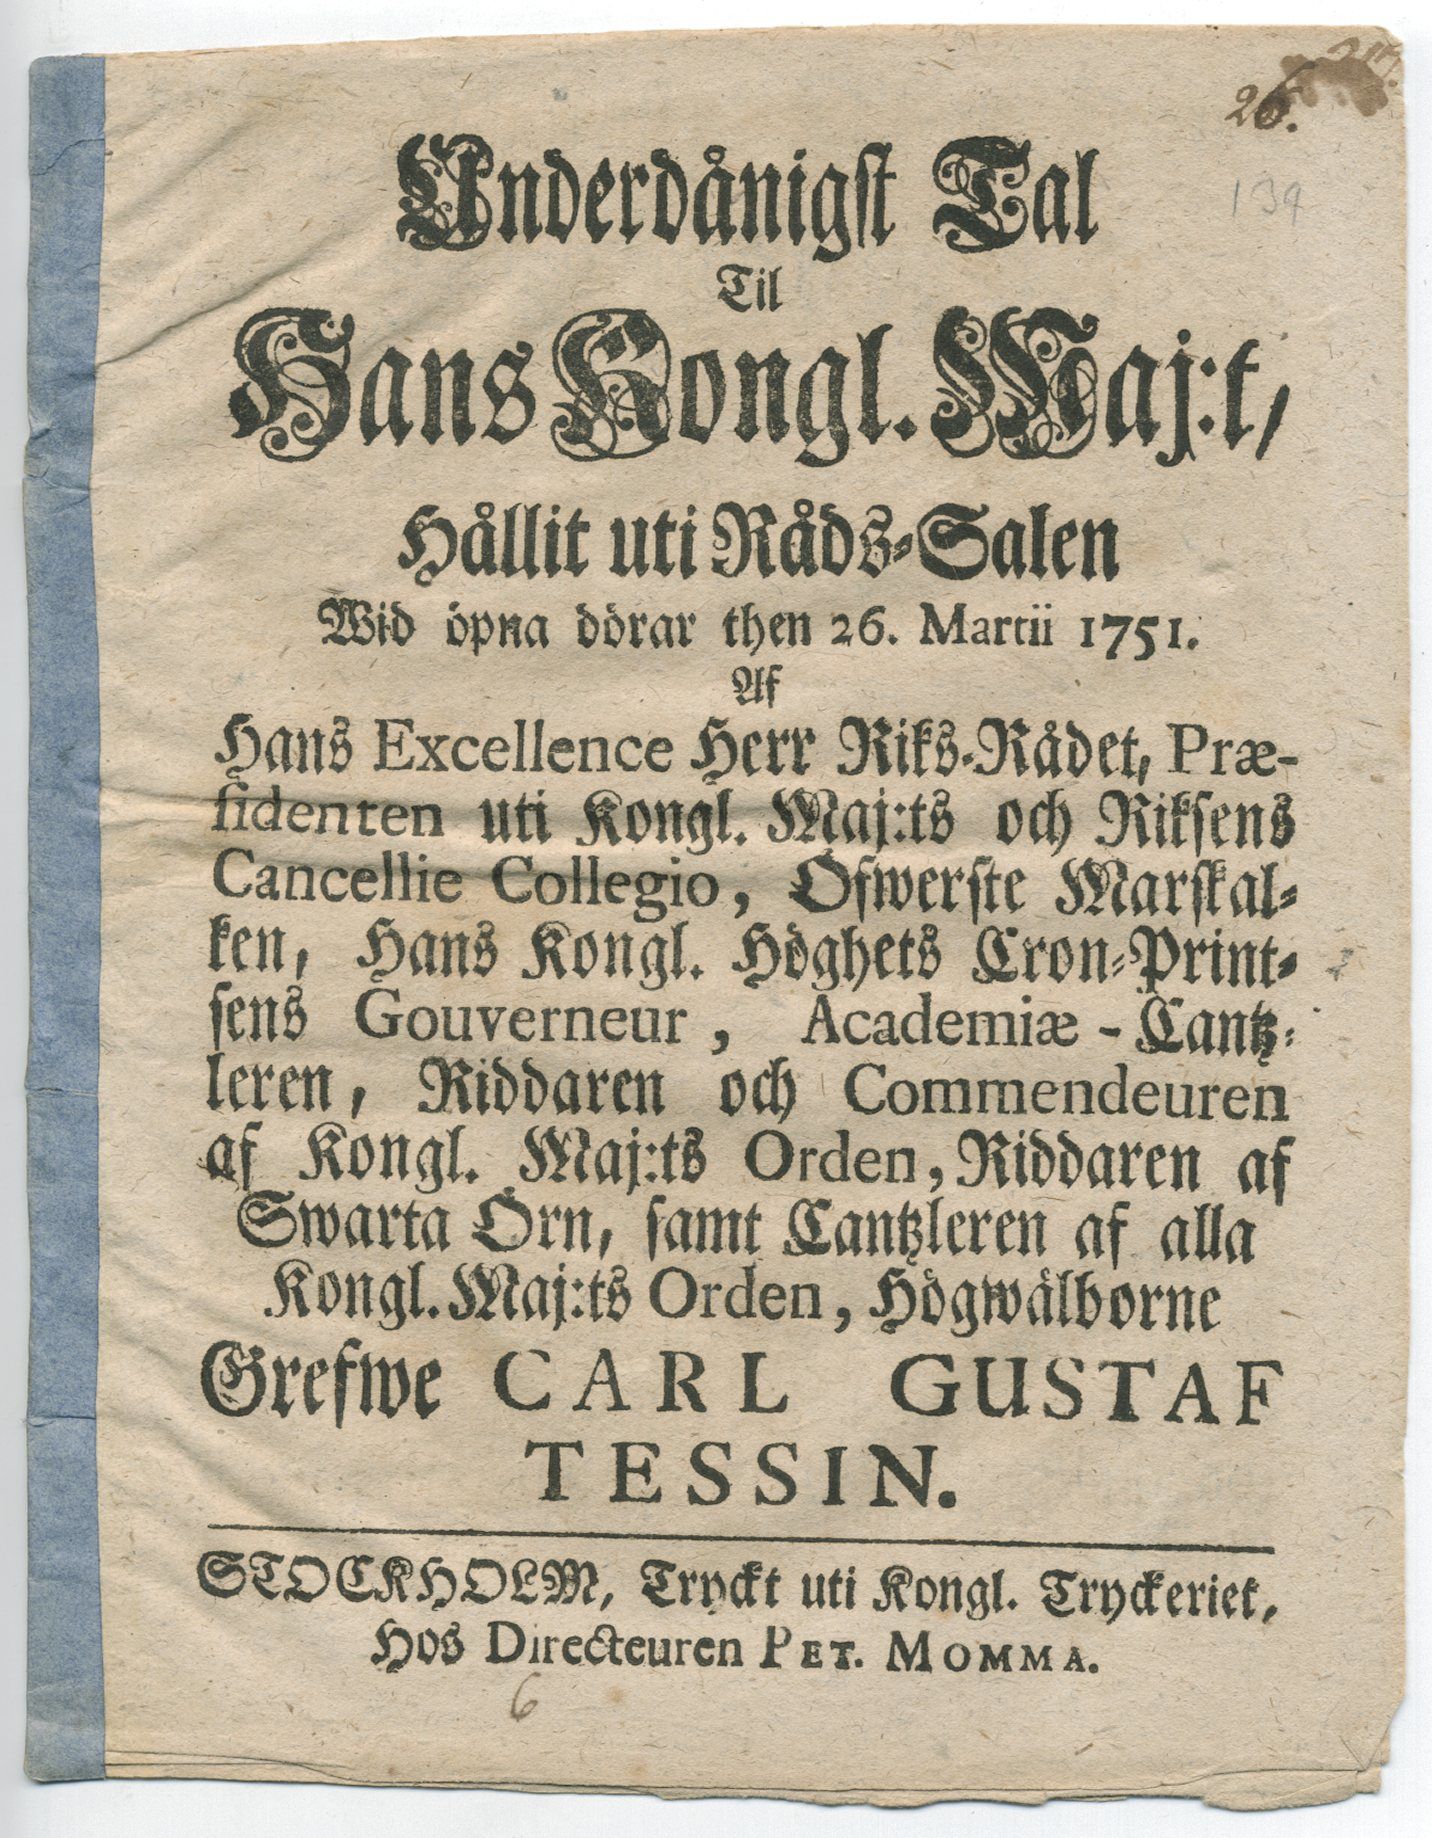 26.
139
Underdånigst Tal
Til
Hans Kongl. Maj:t,
Hållit uti Råds-Salen
Wid öpna dörar then 26. Martii 1751.
Af
Hans Excellence Herr Riks-Rådet, Præ-
sidenten uti Kongl. Maj:ts och Riksens
Cancellie Collegio, Öfwerste Marskal-
ken, Hans Kongl. Höghets Cron-Print-
sens Gouverneur, Academiæ-Cantz-
leren, Riddaren och Commendeuren
af Kongl. Maj:ts Orden, Riddaren af
Swarta Örn, samt Cantzleren af alla
Kongl. Maj:ts Orden, Högwälborne
Grefwe CARL GUSTAF
TESSIN.
STOCKHOLM, Tryckt uti Kongl. Tryckeriet,
Hos Directeuren PET. MOMMA.
6